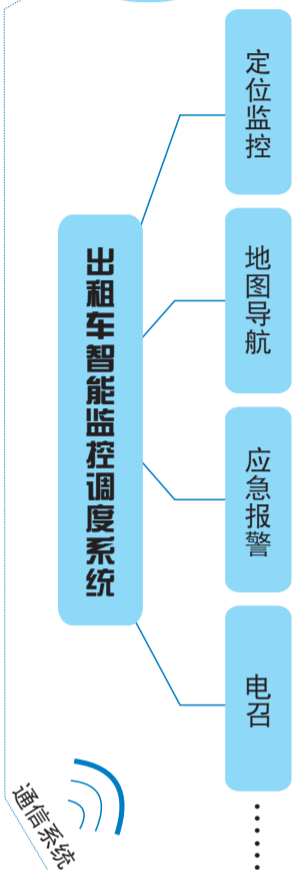 出租车智能监控调度系统
定位监控
地图导航
应急报警
电召
……
通信系统